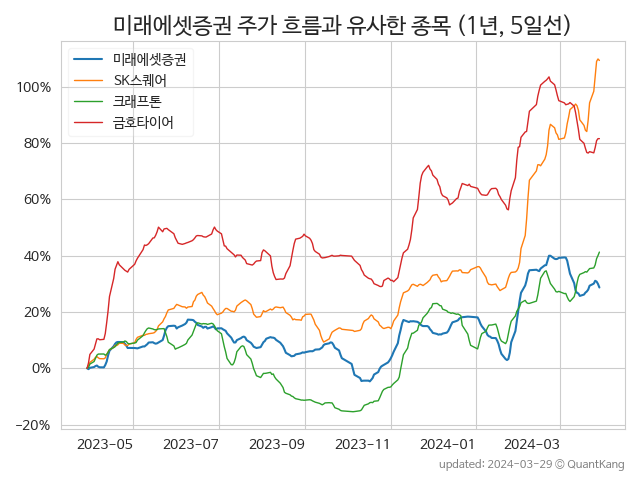 미래에셋증권 주가 흐름과 유사한 종목 (1년, 5일선)
미래에셋증권
SK스퀘어
크래프톤
금호타이어
100%
80%
60%
40%
20%
0%
−20%
2023−05 2023−07 2023−09 2023−11 2024−01 2024−03
updated: 2024−03−29 © QuantKang